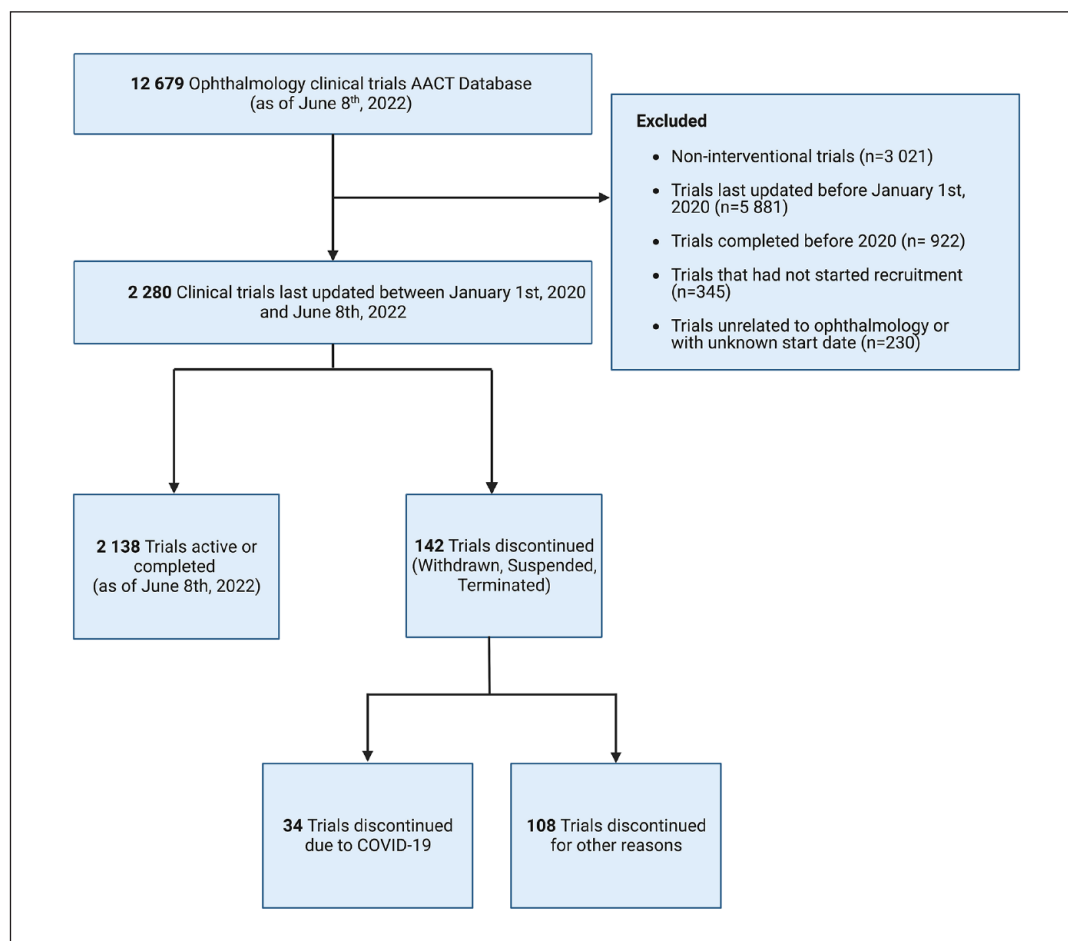 12 679 Ophthalmology clinical trials AACT Database
(as of June 8th, 2022)
Excluded
• Non-interventional trials (n=3 021)
• Trials last updated before January 1st,
2020 (n=5 881)
• Trials completed before 2020 (n= 922)
• Trials that had not started recruitment
(n=345)
• Trials unrelated to ophthalmology or
with unknown start date (n=230)
2 280 Clinical trials last updated between January 1st, 2020
and June 8th, 2022
2 138 Trials active or
completed
(as of June 8th, 2022)
142 Trials discontinued
(Withdrawn, Suspended,
Terminated)
34 Trials discontinued
due to COVID-19
108 Trials discontinued
for other reasons